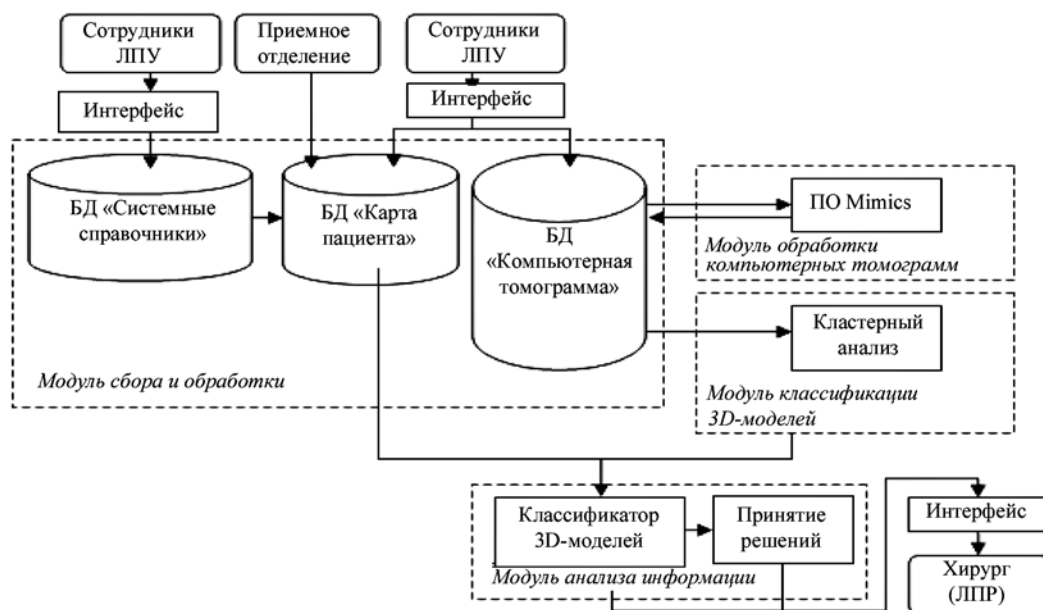 Сотрудники
ЛПУ
Приемное
отделение
Сотрудники
ЛПУ
Интерфейс
Интерфейс
БД «Системные
справочники»
БД «Карта
пациента»
БД
«Компьютерная
томограмма»
ПО Mimics
Модуль обработки
компьютерных томограмм
Кластерный
анализ
Модуль сбора и обработки
Модуль классификации
3D-моделей
Классификатор
3D-моделей
Принятие
решений
Модуль анализа информации
Интерфейс
Хирург
(ЛПР)